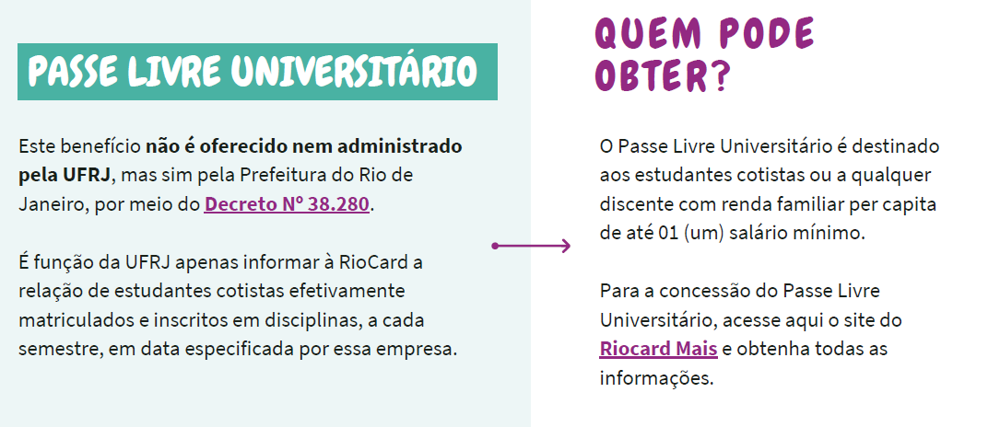 PASSE LIVRE UNIVERSITÁRIO
Este benefício não é oferecido nem administrado
pela UFRJ, mas sim pela Prefeitura do Rio de
Janeiro, por meio do Decreto Nº 38.280.
É função da UFRJ apenas informar à RioCard a
relação de estudantes cotistas efetivamente
matriculados e inscritos em disciplinas, a cada
semestre, em data especificada por essa empresa.
QUEM PODE
OBTER?
O Passe Livre Universitário é destinado
aos estudantes cotistas ou a qualquer
discente com renda familiar per capita
de até 01 (um) salário mínimo.
Para a concessão do Passe Livre
Universitário, acesse aqui o site do
Riocard Mais e obtenha todas as
informações.